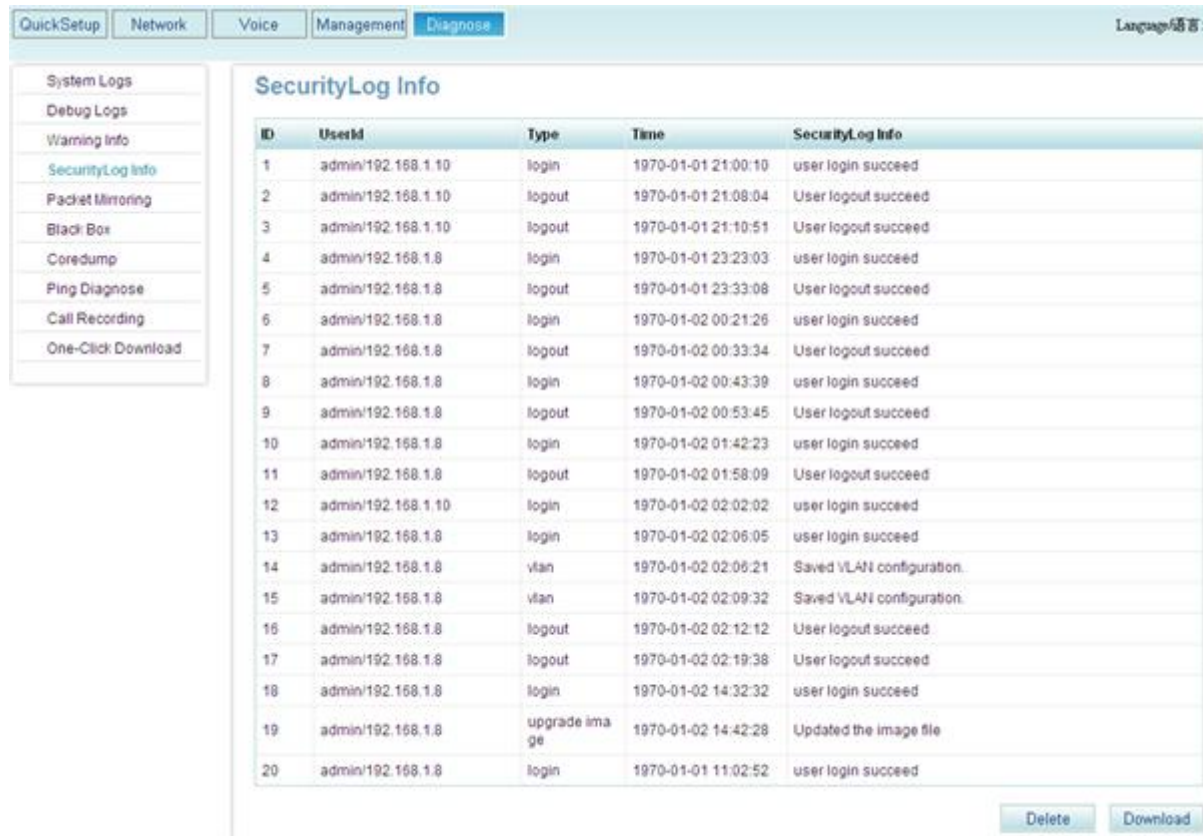 QuickSetup Network Voice Management Diagnose Language/语言
System Logs
Debug Logs
Warning Info
SecurityLog Info
Packet Mirroring
Black Box
Coredump
Ping Diagnose
Call Recording
One-Click Download
SecurityLog Info
ID UserId Type Time SecurityLog Info
1 admin/192.168.1.10 login 1970-01-01 21:00:10 user login succeed
2 admin/192.168.1.10 logout 1970-01-01 21:08:04 User logout succeed
3 admin/192.168.1.10 logout 1970-01-01 21:10:51 User logout succeed
4 admin/192.168.1.8 login 1970-01-01 23:23:03 user login succeed
5 admin/192.168.1.8 logout 1970-01-01 23:33:08 User logout succeed
6 admin/192.168.1.8 login 1970-01-02 00:21:26 user login succeed
7 admin/192.168.1.8 logout 1970-01-02 00:33:34 User logout succeed
8 admin/192.168.1.8 login 1970-01-02 00:43:39 user login succeed
9 admin/192.168.1.8 logout 1970-01-02 00:53:45 User logout succeed
10 admin/192.168.1.8 login 1970-01-02 01:42:23 user login succeed
11 admin/192.168.1.8 logout 1970-01-02 01:58:09 User logout succeed
12 admin/192.168.1.10 login 1970-01-02 02:02:02 user login succeed
13 admin/192.168.1.8 login 1970-01-02 02:06:05 user login succeed
14 admin/192.168.1.8 vlan 1970-01-02 02:06:21 Saved VLAN configuration.
15 admin/192.168.1.8 vlan 1970-01-02 02:09:32 Saved VLAN configuration.
16 admin/192.168.1.8 logout 1970-01-02 02:12:12 User logout succeed
17 admin/192.168.1.8 logout 1970-01-02 02:19:38 User logout succeed
18 admin/192.168.1.8 login 1970-01-02 14:32:32 user login succeed
19 admin/192.168.1.8 upgrade ima
ge 1970-01-02 14:42:28 Updated the image file
20 admin/192.168.1.8 login 1970-01-01 11:02:52 user login succeed
Delete Download